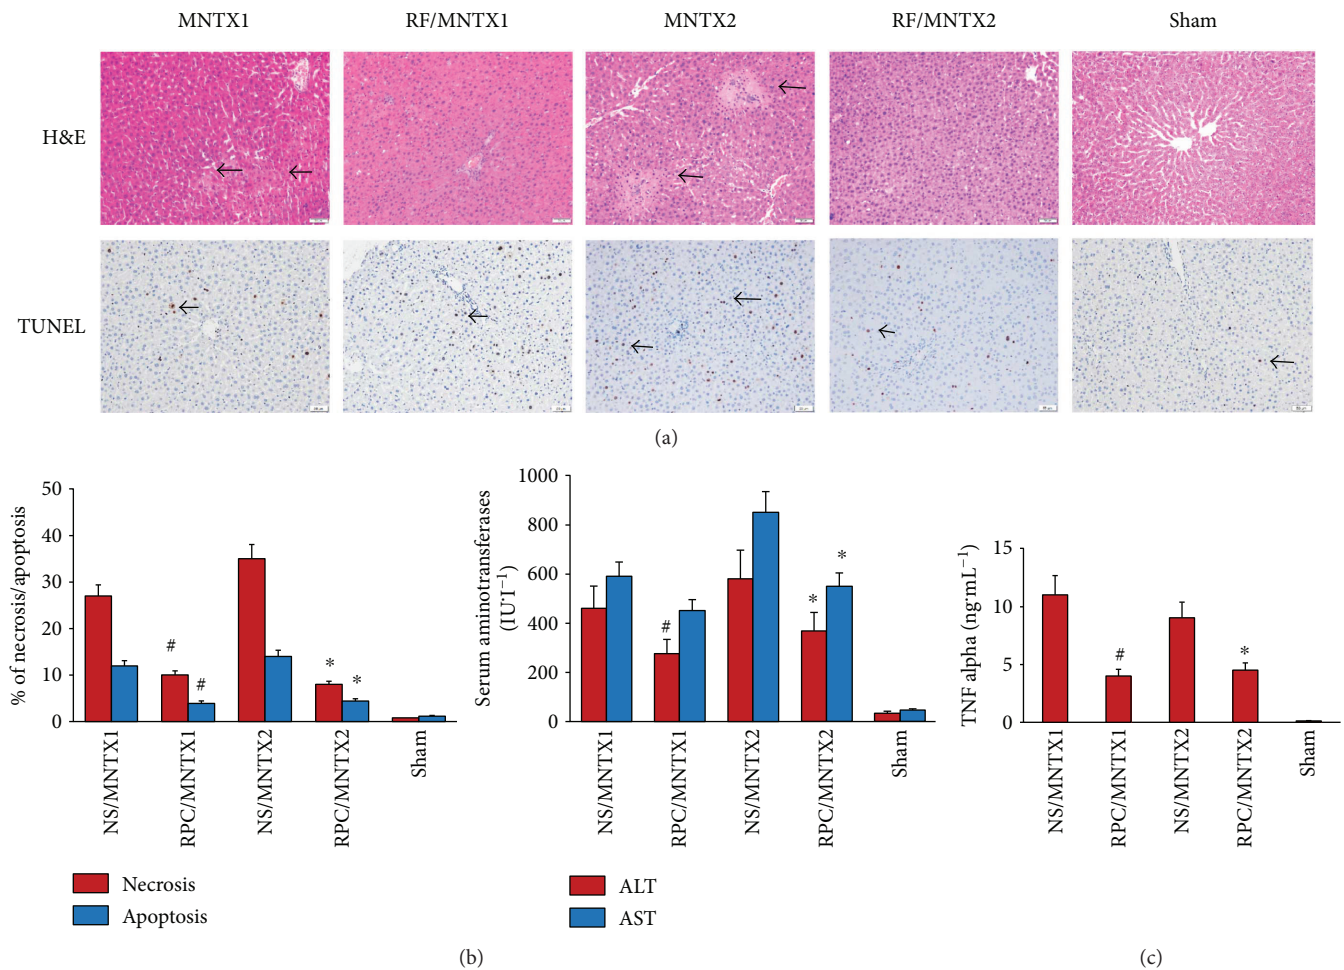 MNTX1 RF/MNTX1 MNTX2 RF/MNTX2 Sham
H&E
TUNEL
(a)
% of necrosis/apoptosis
50
40
30
20
10
0
#
#
*
*
NS/MNTX1
RPC/MNTX1
NS/MNTX2
RPC/MNTX2
Sham
Necrosis
Apoptosis
Serum aminotransferases
(IU·l⁻¹)
1000
800
600
400
200
0
#
*
*
NS/MNTX1
RPC/MNTX1
NS/MNTX2
RPC/MNTX2
Sham
ALT
AST
(b)
TNF alpha (ng·mL⁻¹)
15
10
5
0
#
*
NS/MNTX1
RPC/MNTX1
NS/MNTX2
RPC/MNTX2
Sham
(c)